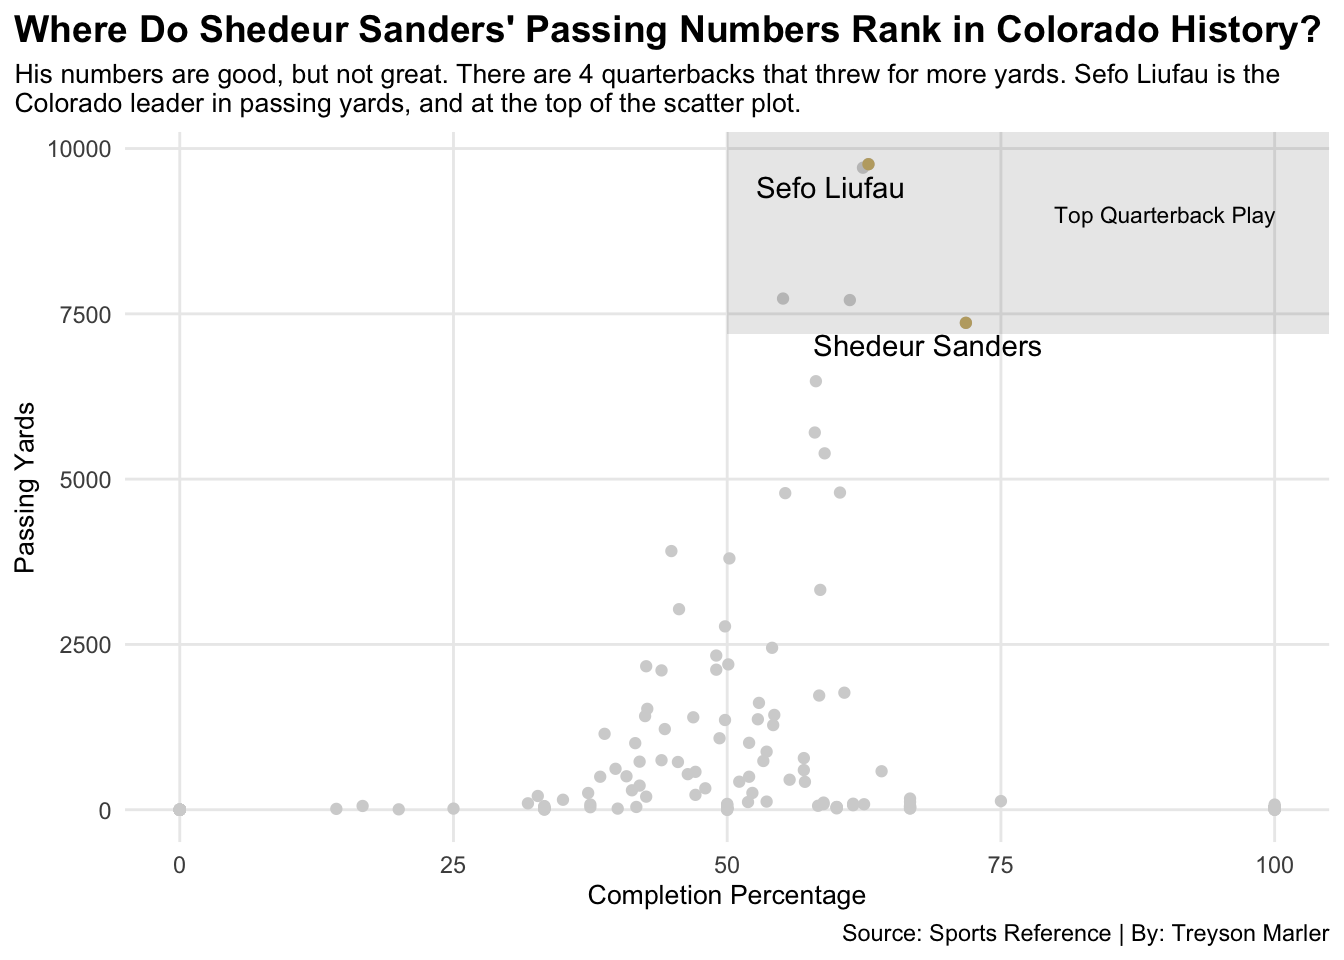 Where Do Shedeur Sanders' Passing Numbers Rank in Colorado History?
His numbers are good, but not great. There are 4 quarterbacks that threw for more yards. Sefo Liufau is the
Colorado leader in passing yards, and at the top of the scatter plot.
10000
Sefo Liufau
Top Quarterback Play
7500
Shedeur Sanders
Passing Yards
5000
2500
0
0 25 50 75 100
Completion Percentage
Source: Sports Reference | By: Treyson Marler